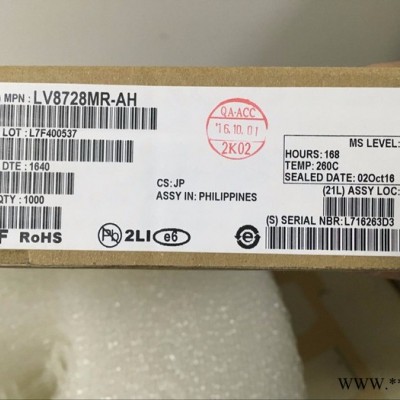 MPN : LV8728MR-AH
LOT : L7F400537
DTE : 1640
QTY : 1000
F RoHS
Pb 2LI e6 e
CS: JP
ASSY IN: PHILIPPINES
QA-ACC
'16.10.01
2K02
MS LEVEL:
HOURS: 168
TEMP: 260C
SEALED DATE: 02Oct16
(21L) ASSY LOC:
(S) SERIAL NBR: L716263D3
WWW.**